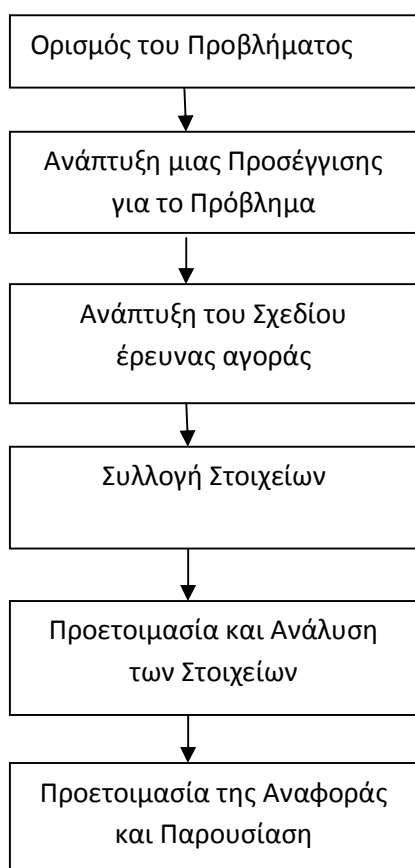 Ορισμός του Προβλήματος
Ανάπτυξη μιας Προσέγγισης
για το Πρόβλημα
Ανάπτυξη του Σχεδίου
έρευνας αγοράς
Συλλογή Στοιχείων
Προετοιμασία και Ανάλυση
των Στοιχείων
Προετοιμασία της Αναφοράς
και Παρουσίαση